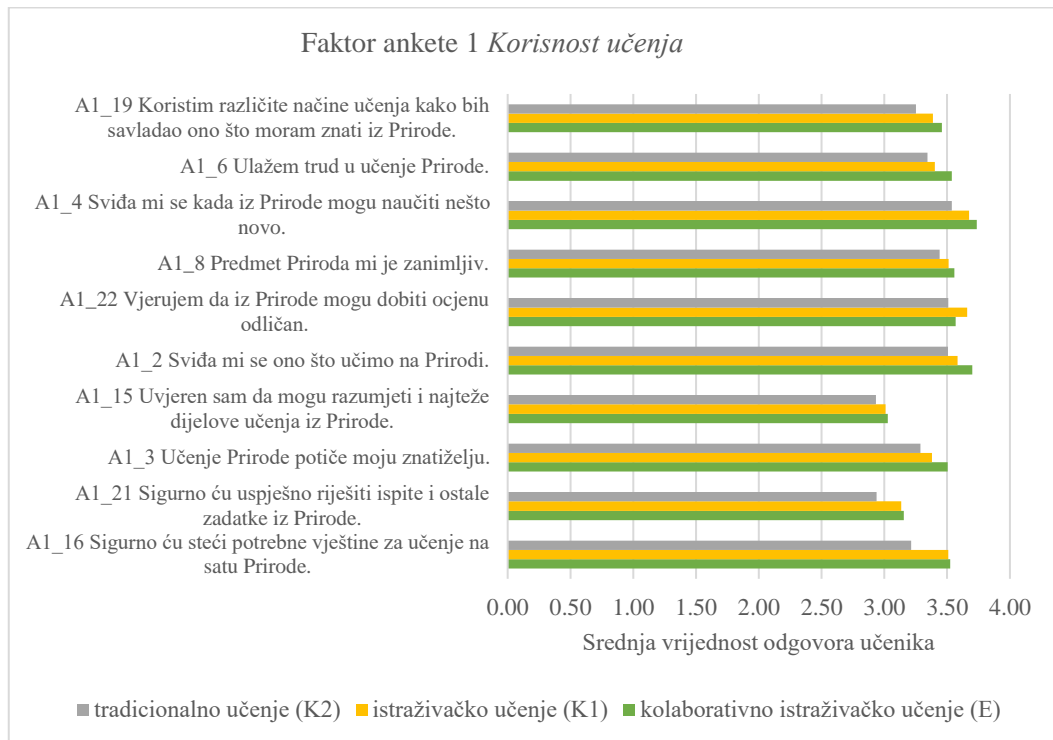 Faktor ankete 1 Korisnost učenja
A1_19 Koristim različite načine učenja kako bih
savladao ono što moram znati iz Prirode.
A1_6 Ulažem trud u učenje Prirode.
A1_4 Sviđa mi se kada iz Prirode mogu naučiti nešto
novo.
A1_8 Predmet Priroda mi je zanimljiv.
A1_22 Vjerujem da iz Prirode mogu dobiti ocjenu
odličan.
A1_2 Sviđa mi se ono što učimo na Prirodi.
A1_15 Uvjeren sam da mogu razumjeti i najteže
dijelove učenja iz Prirode.
A1_3 Učenje Prirode potiče moju znatiželju.
A1_21 Sigurno ću uspješno riješiti ispite i ostale
zadatke iz Prirode.
A1_16 Sigurno ću steći potrebne vještine za učenje na
satu Prirode.
0.00 0.50 1.00 1.50 2.00 2.50 3.00 3.50 4.00
Srednja vrijednost odgovora učenika
tradicionalno učenje (K2) istraživačko učenje (K1) kolaborativno istraživačko učenje (E)